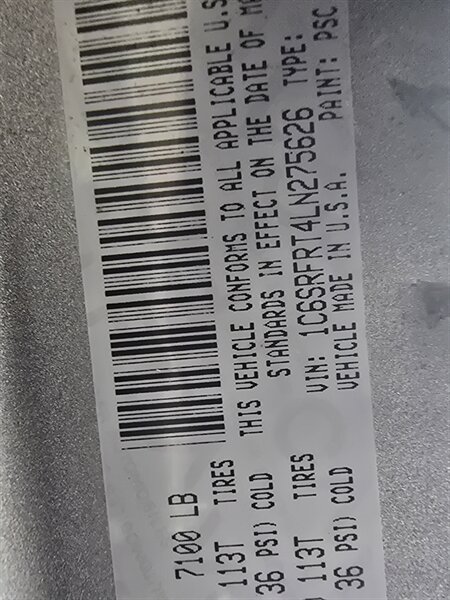 7100 LB
113T TIRES
36 PSI) COLD
113T TIRES
36 PSI) COLD
THIS VEHICLE CONFORMS TO ALL APPLICABLE U.S
STANDARDS IN EFFECT ON THE DATE OF
VIN: 1C6SRFRT4LN275626 TYPE:
VEHICLE MADE IN U.S.A. PAINT: PSC